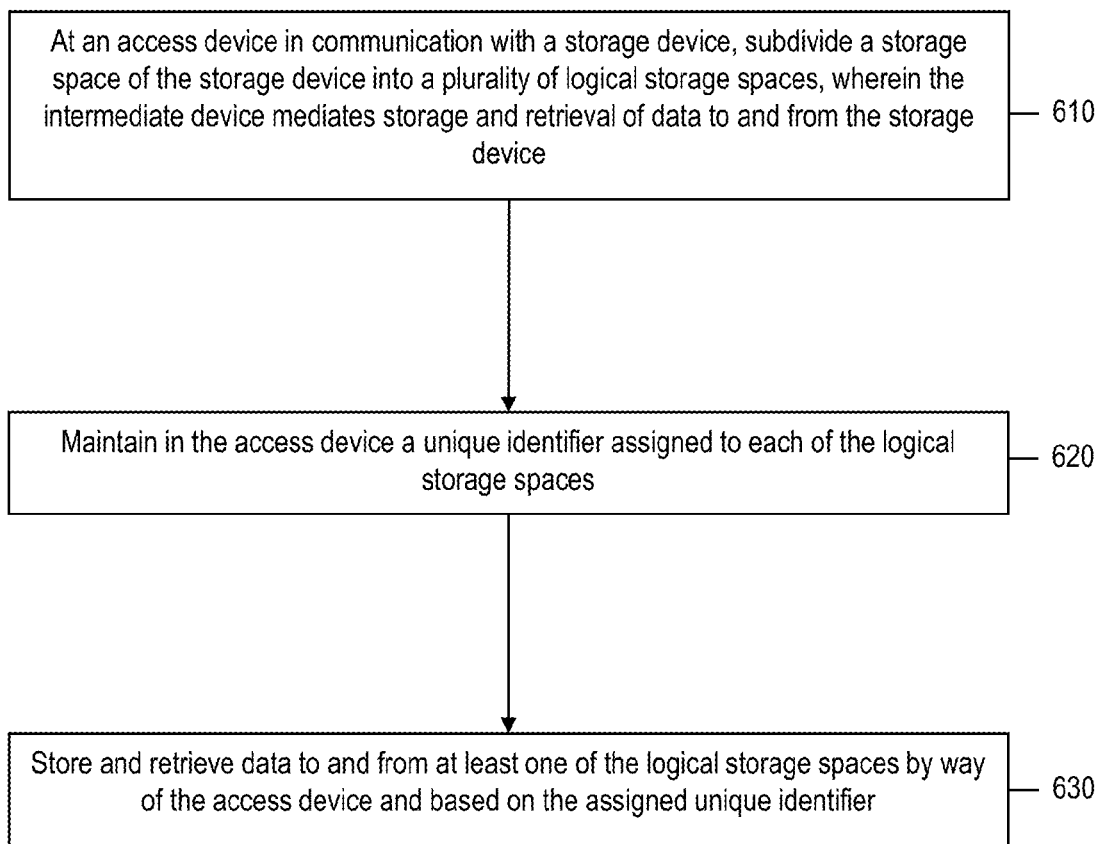 At an access device in communication with a storage device, subdivide a storage
space of the storage device into a plurality of logical storage spaces, wherein the
intermediate device mediates storage and retrieval of data to and from the storage
device
610
Maintain in the access device a unique identifier assigned to each of the logical
storage spaces
620
Store and retrieve data to and from at least one of the logical storage spaces by way
of the access device and based on the assigned unique identifier
630